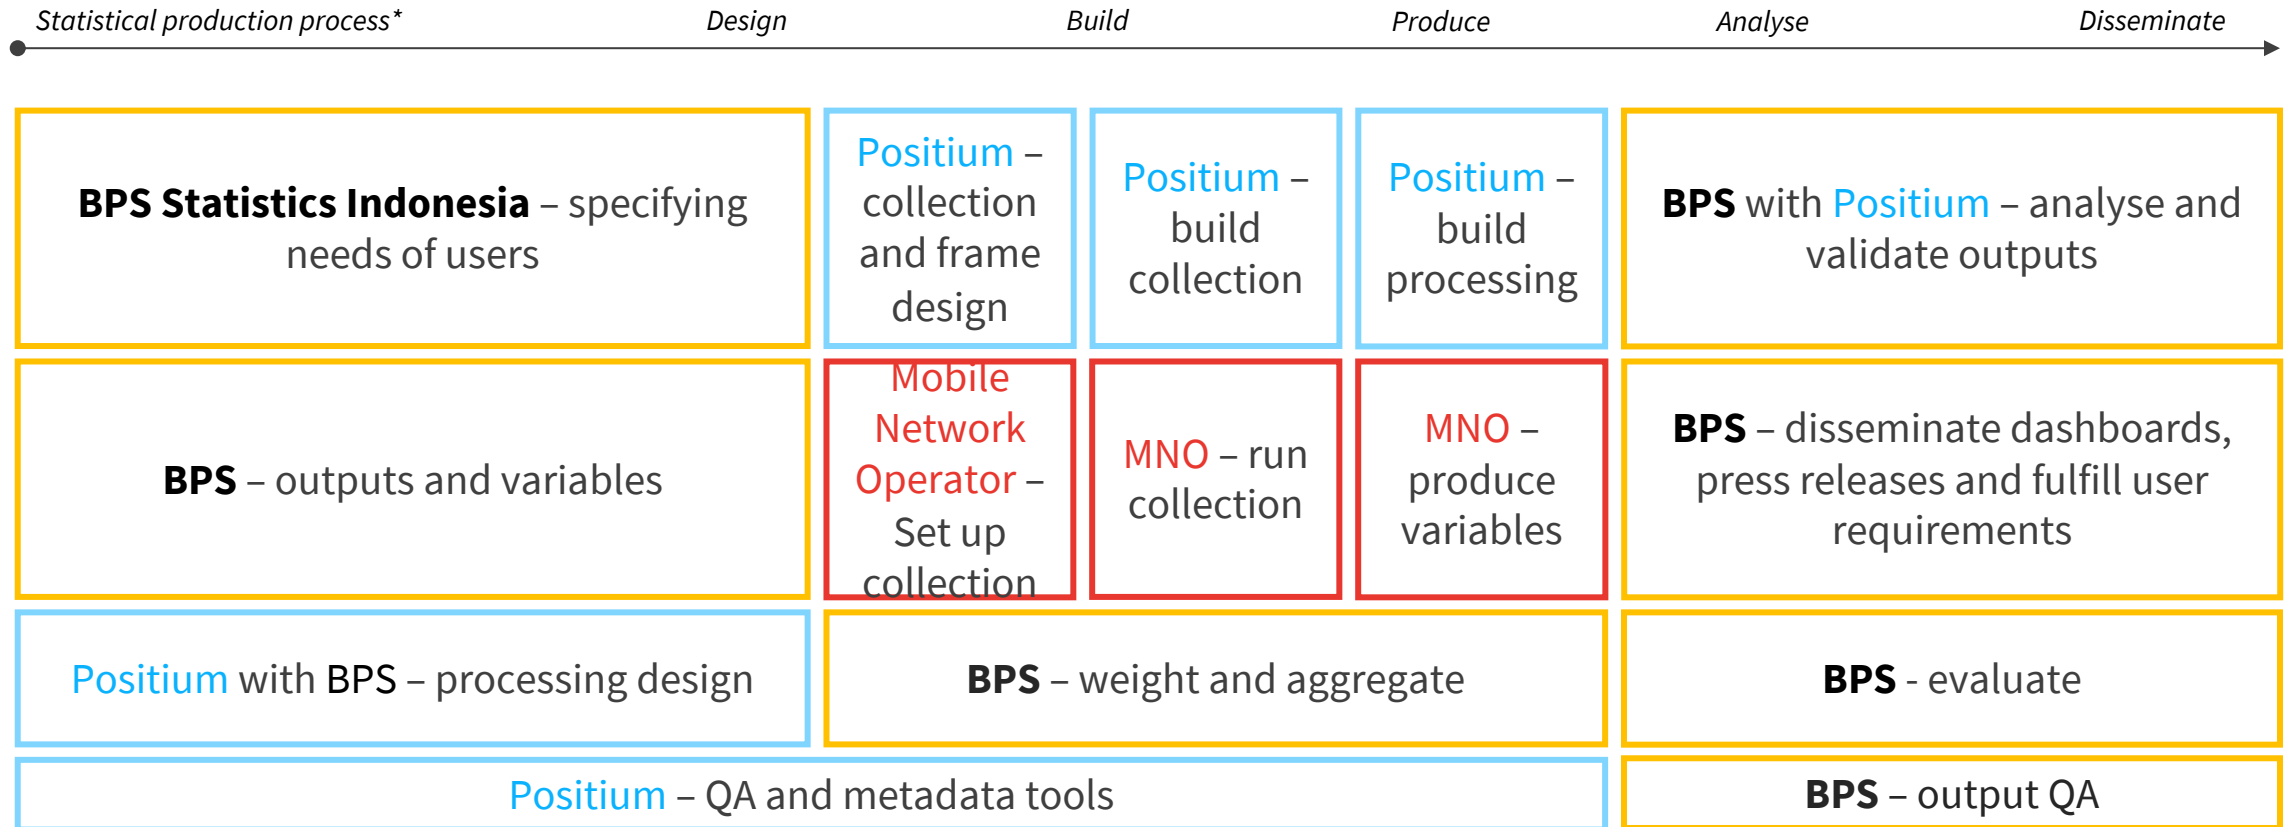 Statistical production process*
Design
Build
Produce
Analyse
Disseminate
BPS Statistics Indonesia – specifying
needs of users
Positium –
collection
and frame
design
Positium –
build
collection
Positium –
build
processing
BPS with Positium – analyse and
validate outputs
BPS – outputs and variables
Mobile
Network
Operator –
Set up
collection
MNO – run
collection
MNO –
produce
variables
BPS – disseminate dashboards,
press releases and fulfill user
requirements
Positium with BPS – processing design
BPS – weight and aggregate
BPS - evaluate
Positium – QA and metadata tools
BPS – output QA